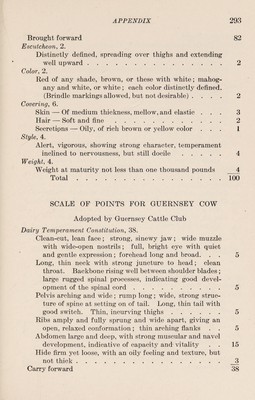 APPENDIX 293
Brought forward 82
Escutcheon, 2.
Distinctly defined, spreading over thighs and extending
well upward . . . . . . . . . . . . . . 2
Color, 2.
Red of any shade, brown, or these with white; mahog-
any and white, or white; each color distinctly defined.
(Brindle markings allowed, but not desirable) . . . . 2
Covering, 6.
Skin — Of medium thickness, mellow, and elastic . . . 3
Hair — Soft and fine . . . . . . . . . . . . 2
Secretions — Oily, of rich brown or yellow color . . . 1
Style, 4.
Alert, vigorous, showing strong character, temperament
inclined to nervousness, but still docile . . . . . 4
Weight, 4.
Weight at maturity not less than one thousand pounds 4
Total . . . . . . . . . . . . . . . 100
SCALE OF POINTS FOR GUERNSEY COW
Adopted by Guernsey Cattle Club
Dairy Temperament Constitution, 38.
Clean-cut, lean face; strong, sinewy jaw; wide muzzle
with wide-open nostrils; full, bright eye with quiet
and gentle expression; forehead long and broad. . . 5
Long, thin neck with strong juncture to head; clean
throat. Backbone rising well between shoulder blades;
large rugged spinal processes, indicating good devel-
opment of the spinal cord . . . . . . . . . 5
Pelvis arching and wide; rump long; wide, strong struc-
ture of spine at setting on of tail. Long, thin tail with
good switch. Thin, incurving thighs . . . . . . 5
Ribs amply and fully sprung and wide apart, giving an
open, relaxed conformation; thin arching flanks . . 5
Abdomen large and deep, with strong muscular and navel
development, indicative of capacity and vitality . . 15
Hide firm yet loose, with an oily feeling and texture, but
not thick . . . . . . . . . . . . . . . 3
Carry forward 38